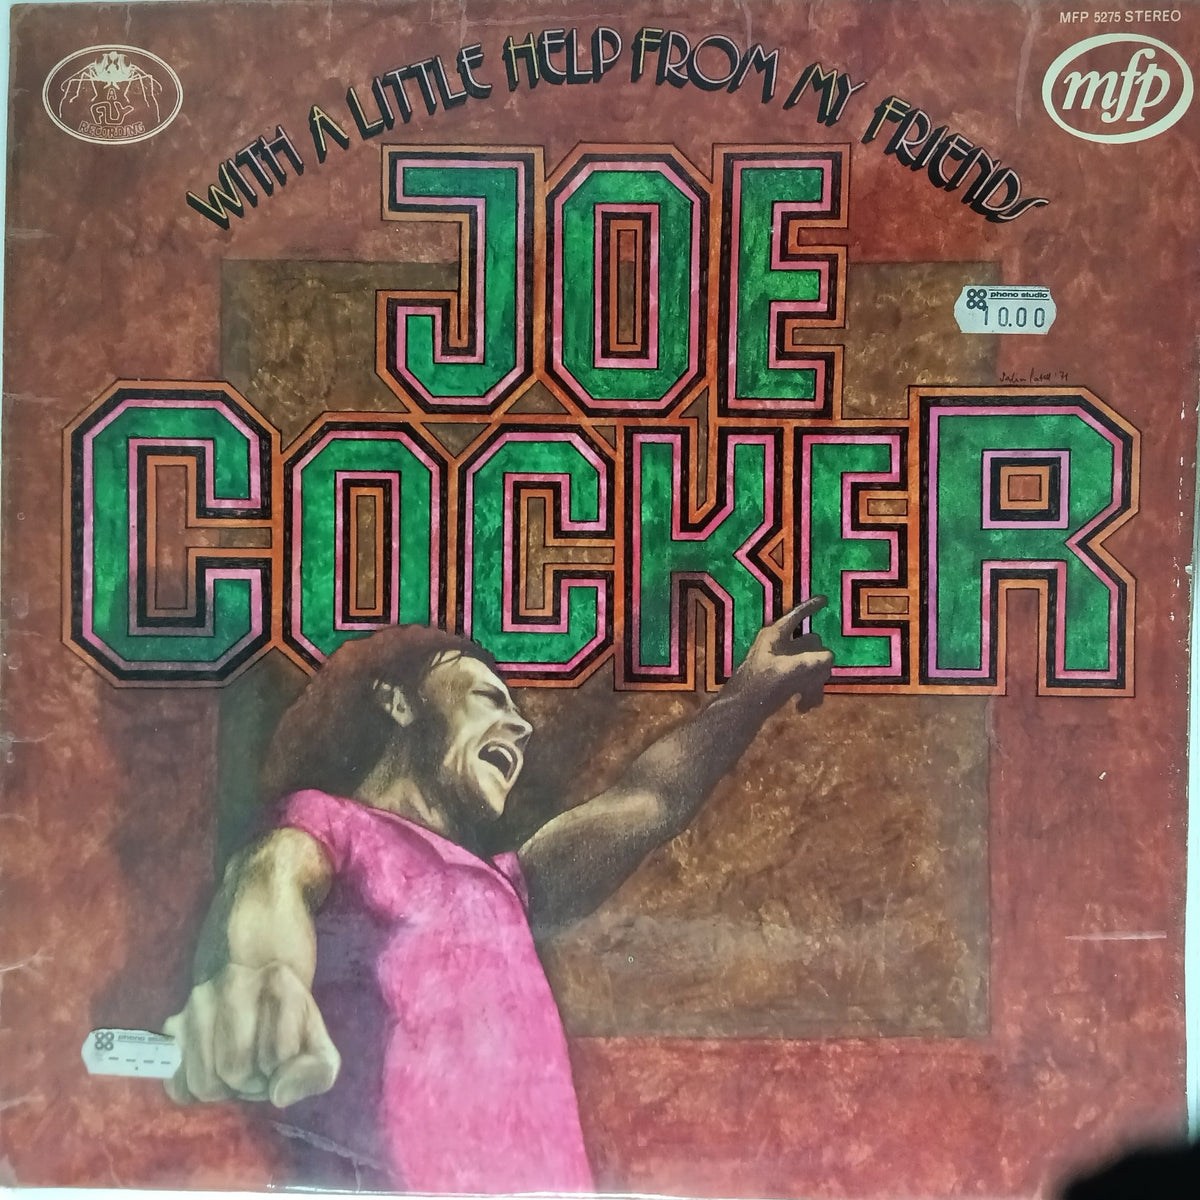 MFP 5275 STEREO
mfp
A
FLY
RECORDING
WITH A LITTLE HELP FROM MY FRIENDS
JOE
COCKER
phono studio
10.00
phono studio